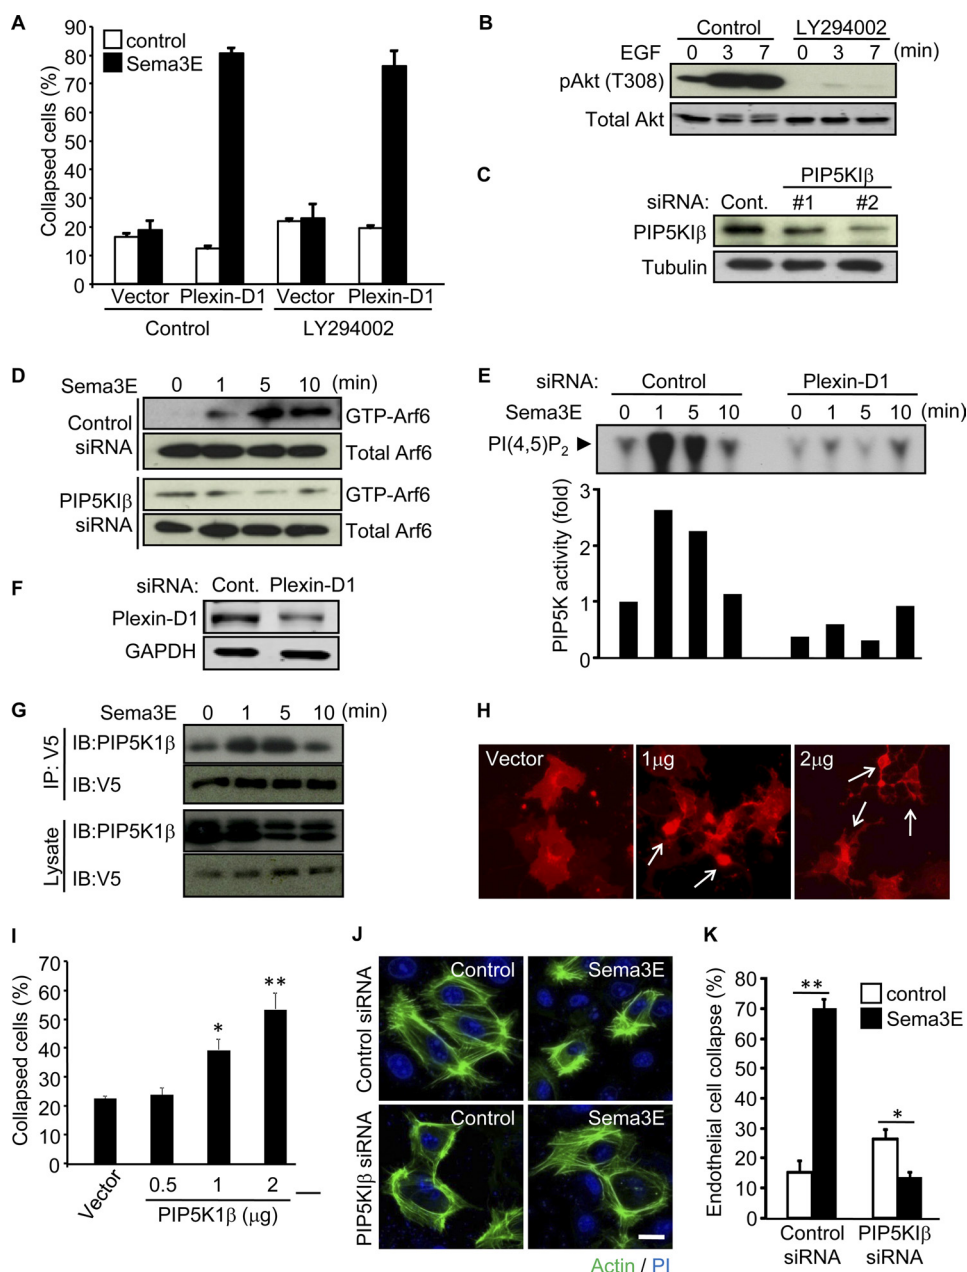 A
Collapsed cells (%)
90
80
70
60
50
40
30
20
10
0
control
Sema3E
Vector Plexin-D1 Vector Plexin-D1
Control LY294002
B
Control LY294002
EGF 0 3 7 0 3 7 (min)
pAkt (T308)
Total Akt
C
PIP5KIβ
siRNA: Cont. #1 #2
PIP5KIβ
Tubulin
D
Sema3E 0 1 5 10 (min)
Control siRNA
GTP-Arf6
Total Arf6
PIP5KIβ siRNA
GTP-Arf6
Total Arf6
E
siRNA: Control Plexin-D1
Sema3E 0 1 5 10 0 1 5 10 (min)
PI(4,5)P2
PIP5K activity (fold)
3
2
1
0
F
siRNA: Cont. Plexin-D1
Plexin-D1
GAPDH
G
Sema3E 0 1 5 10 (min)
IP: V5
IB:PIP5K1β
IB:V5
Lysate
IB:PIP5K1β
IB:V5
H
Vector
1μg
2μg
I
Collapsed cells (%)
70
60
50
40
30
20
10
0
*
**
Vector 0.5 1 2
PIP5K1β (μg)
J
Control siRNA
Control
Sema3E
PIP5KIβ siRNA
Control
Sema3E
Actin / PI
K
Endothelial cell collapse (%)
80
70
60
50
40
30
20
10
0
**
*
control
Sema3E
Control siRNA
PIP5KIβ siRNA